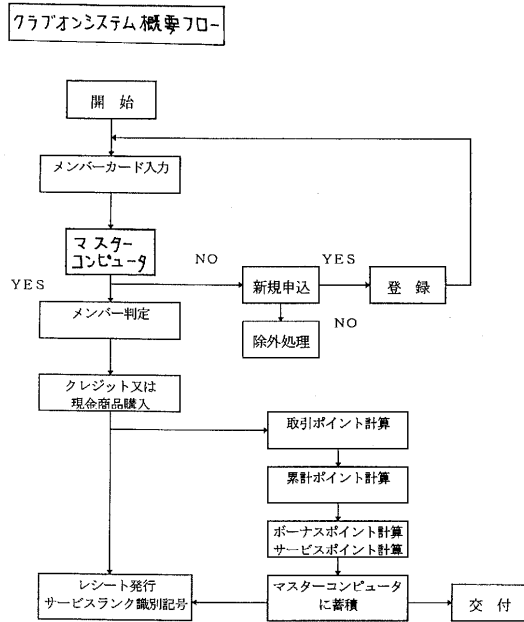 クラブオンシステム概要フロー
開 始
メンバーカード入力
マスター
コンピュータ
NO
YES
YES
新規申込
登 録
メンバー判定
NO
除外処理
クレジット又は
現金商品購入
取引ポイント計算
累計ポイント計算
ボーナスポイント計算
サービスポイント計算
レシート発行
サービスランク識別記号
マスターコンピュータ
に蓄積
交 付